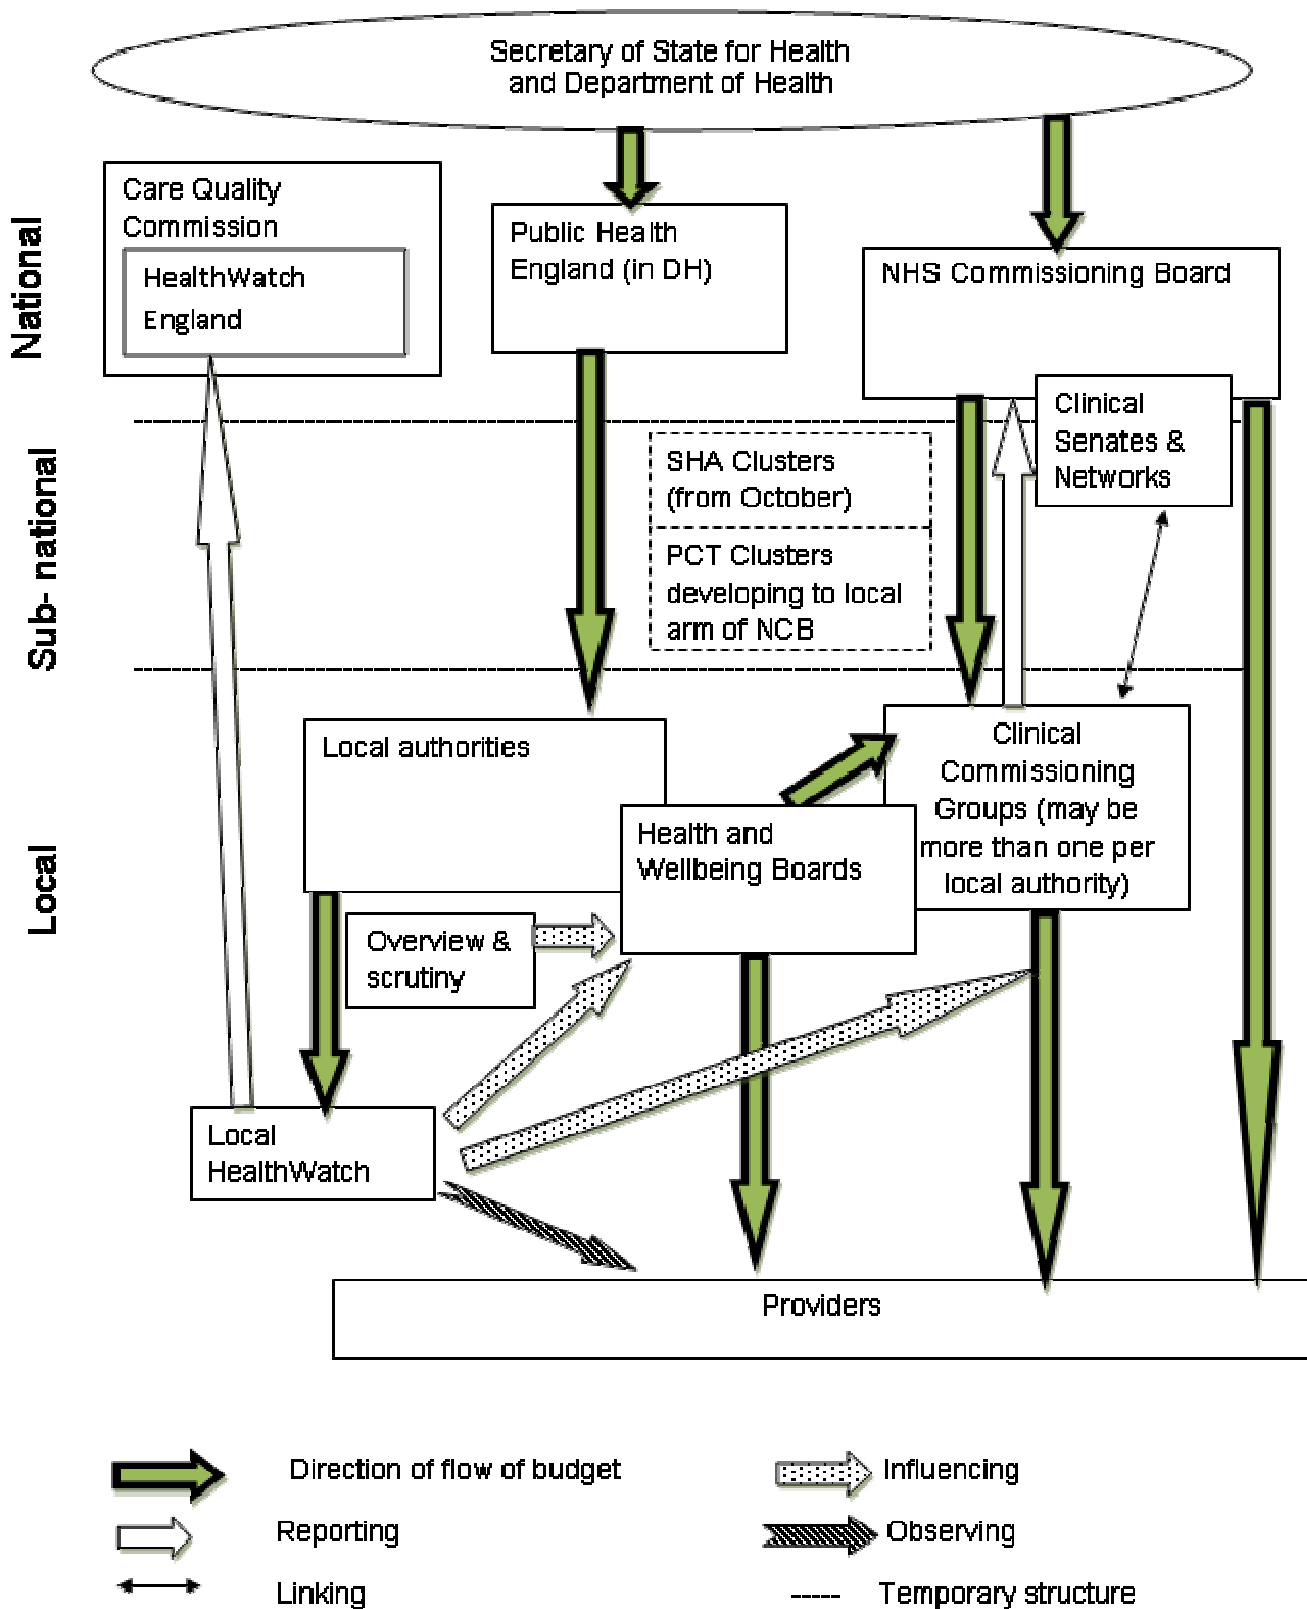 Secretary of State for Health
and Department of Health
National
Care Quality
Commission
HealthWatch
England
Public Health
England (in DH)
NHS Commissioning Board
Clinical
Senates &
Networks
Sub- national
SHA Clusters
(from October)
PCT Clusters
developing to local
arm of NCB
Local
Local authorities
Health and
Wellbeing Boards
Clinical
Commissioning
Groups (may be
more than one per
local authority)
Overview &
scrutiny
Local
HealthWatch
Providers
Direction of flow of budget
Influencing
Reporting
Observing
Linking
Temporary structure